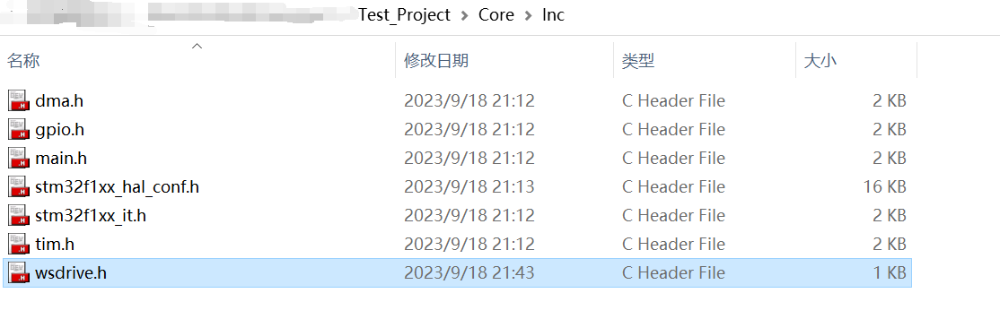 Test_Project > Core > Inc
名称 修改日期 类型 大小
dma.h 2023/9/18 21:12 C Header File 2 KB
gpio.h 2023/9/18 21:12 C Header File 2 KB
main.h 2023/9/18 21:12 C Header File 2 KB
stm32f1xx_hal_conf.h 2023/9/18 21:13 C Header File 16 KB
stm32f1xx_it.h 2023/9/18 21:12 C Header File 2 KB
tim.h 2023/9/18 21:12 C Header File 2 KB
wsdrive.h 2023/9/18 21:43 C Header File 1 KB